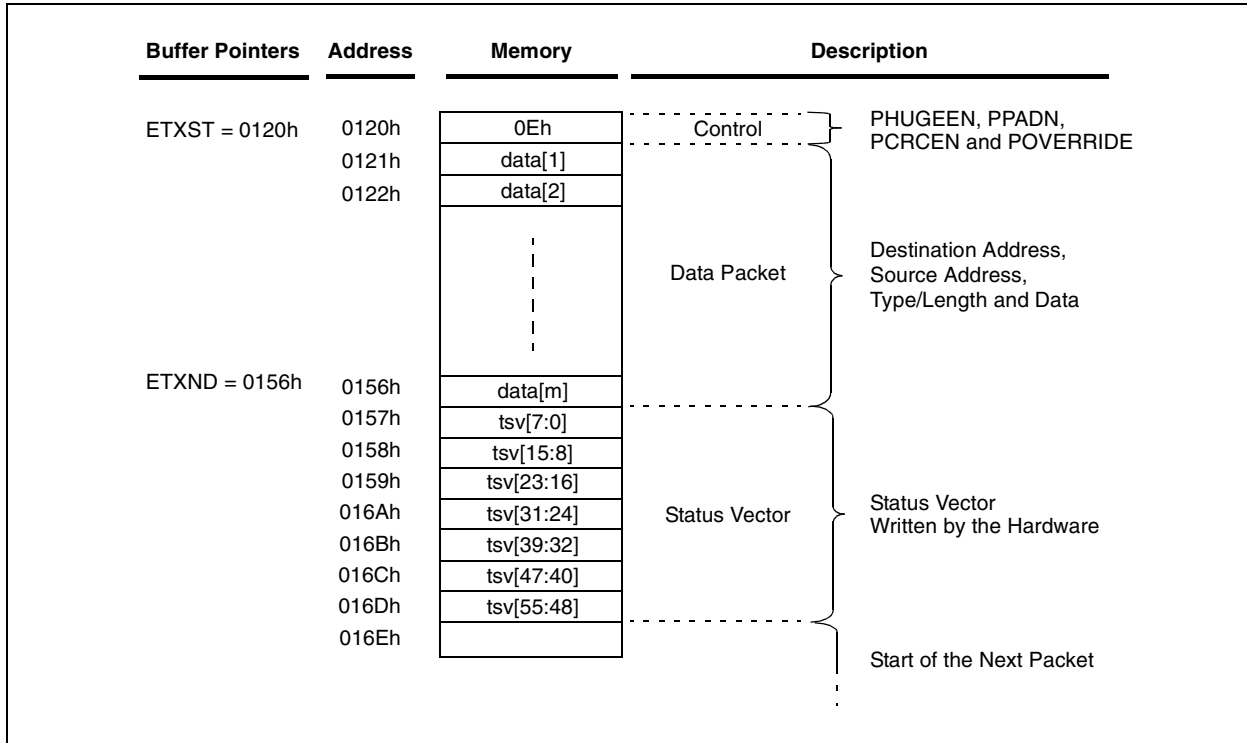 Buffer Pointers Address Memory Description
ETXST = 0120h 0120h 0Eh Control PHUGEEN, PPADN,
PCRCEN and POVERRIDE
0121h data[1]
0122h data[2]
Data Packet Destination Address,
Source Address,
Type/Length and Data
ETXND = 0156h 0156h data[m]
0157h tsv[7:0]
0158h tsv[15:8]
0159h tsv[23:16]
016Ah tsv[31:24] Status Vector Status Vector
Written by the Hardware
016Bh tsv[39:32]
016Ch tsv[47:40]
016Dh tsv[55:48]
016Eh
Start of the Next Packet